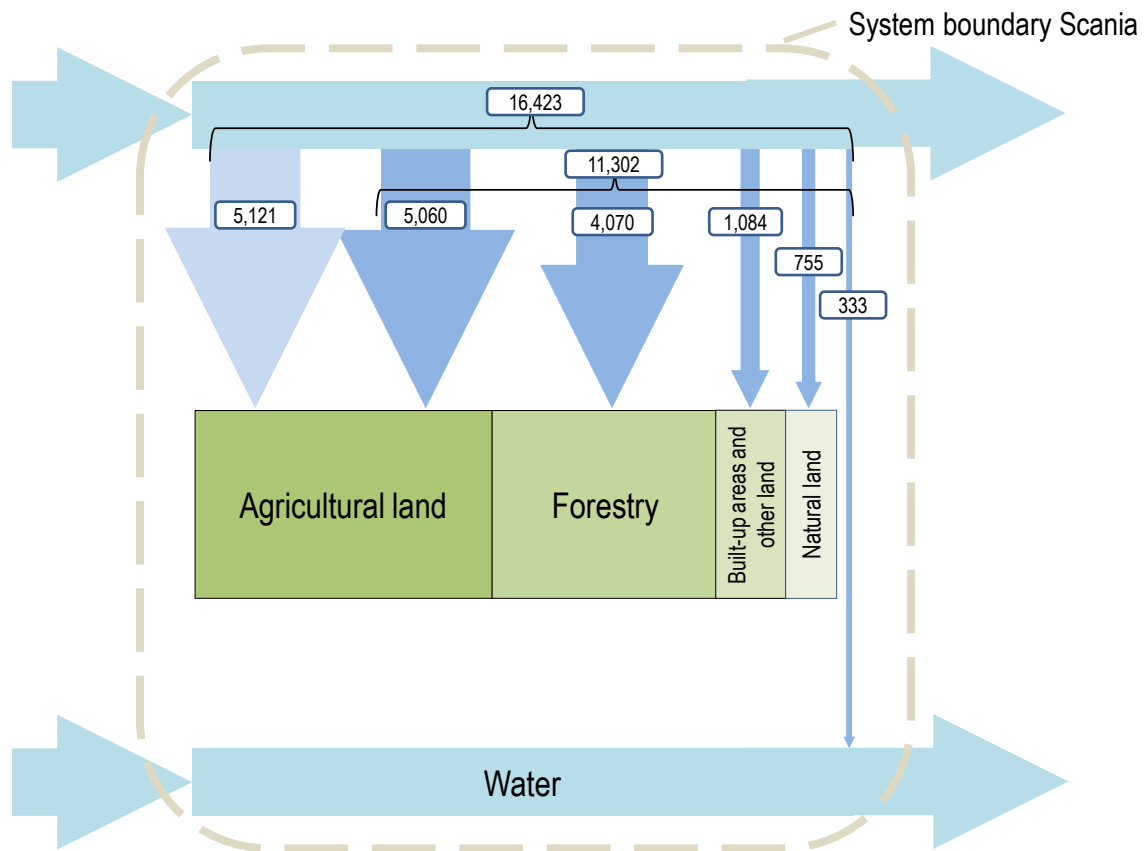 System boundary Scania
16,423
11,302
5,121
5,060
4,070
1,084
755
333
Agricultural land
Forestry
Built-up areas and
other land
Natural land
Water